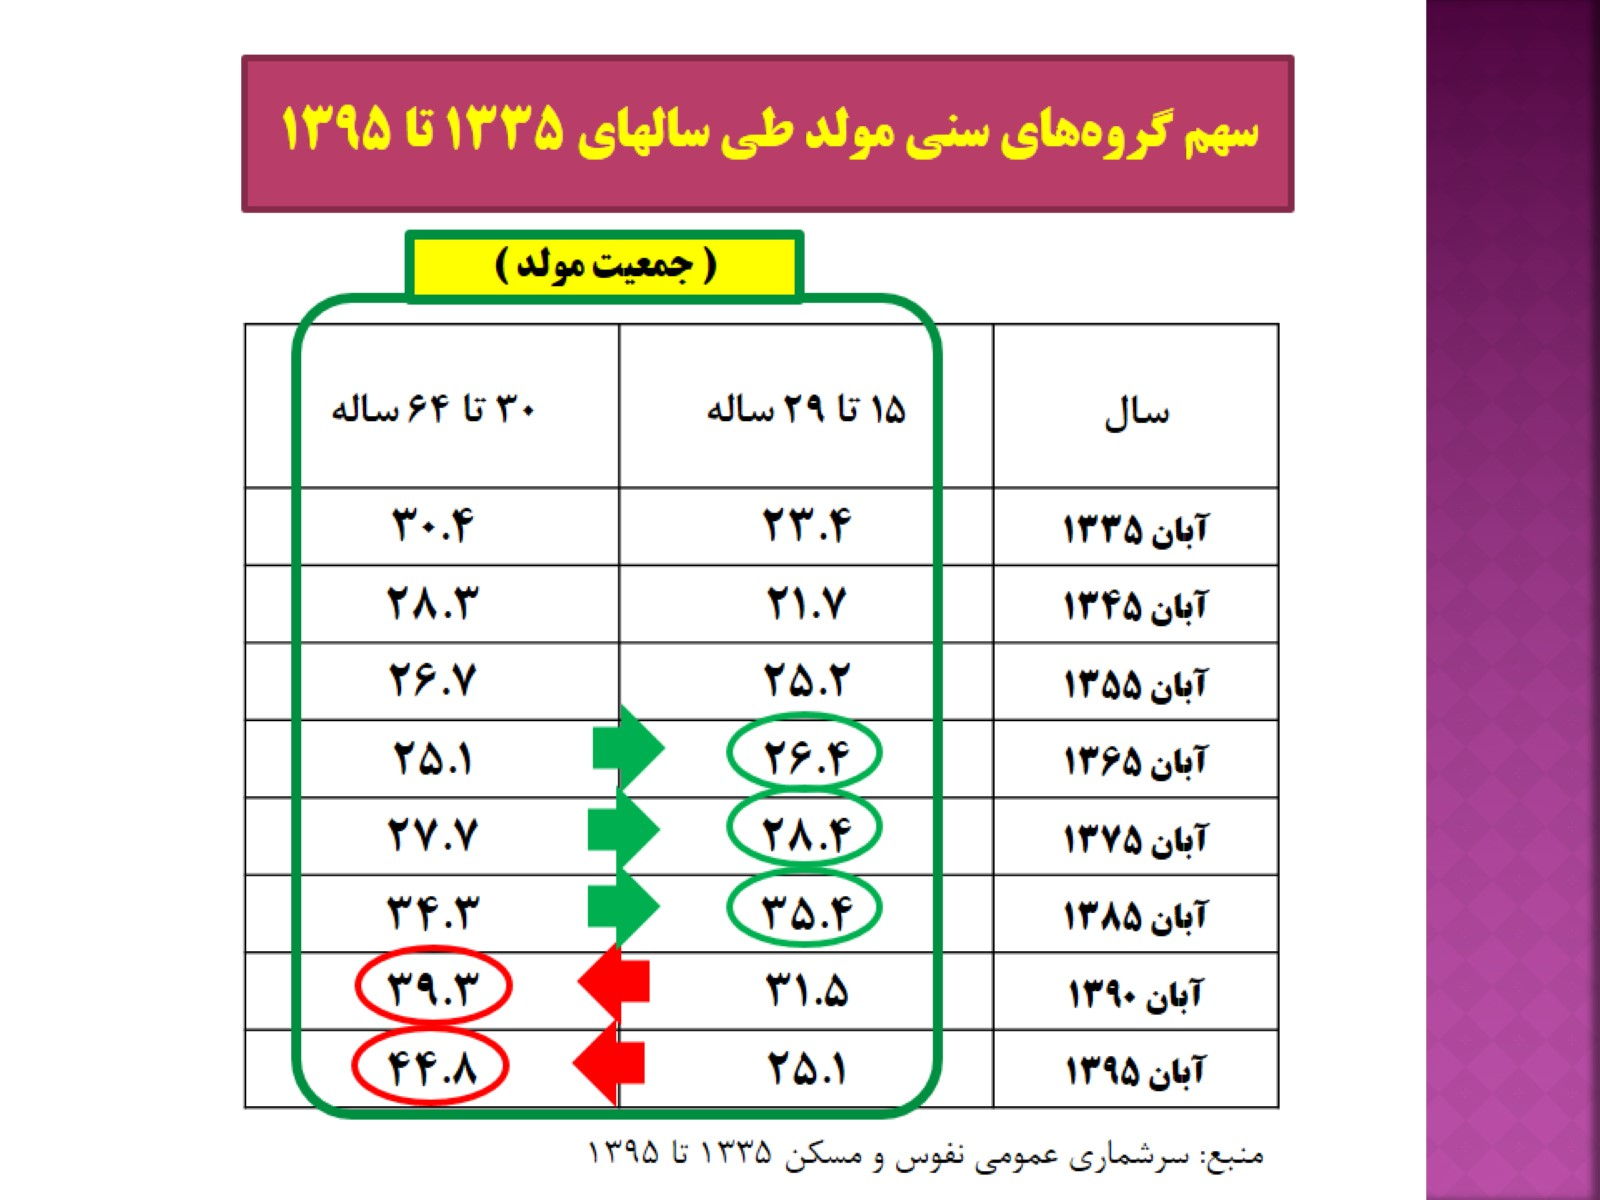 سهم گروه‌های سنی مولد طی سالهای ۱۳۳۵ تا ۱۳۹۵
( جمعیت مولد )
سال ۱۵ تا ۲۹ ساله ۳۰ تا ۶۴ ساله
آبان ۱۳۳۵ ۲۳.۴ ۳۰.۴
آبان ۱۳۴۵ ۲۱.۷ ۲۸.۳
آبان ۱۳۵۵ ۲۵.۲ ۲۶.۷
آبان ۱۳۶۵ ۲۶.۴ ۲۵.۱
آبان ۱۳۷۵ ۲۸.۴ ۲۷.۷
آبان ۱۳۸۵ ۳۵.۴ ۳۴.۳
آبان ۱۳۹۰ ۳۱.۵ ۳۹.۳
آبان ۱۳۹۵ ۲۵.۱ ۴۴.۸
منبع: سرشماری عمومی نفوس و مسکن ۱۳۳۵ تا ۱۳۹۵